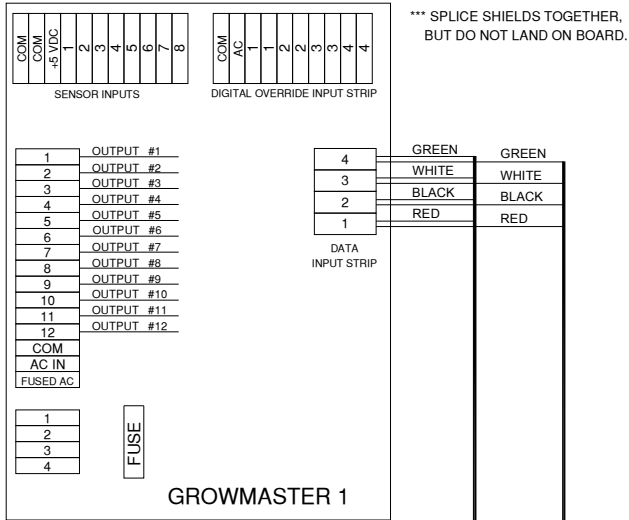 *** SPLICE SHIELDS TOGETHER,
BUT DO NOT LAND ON BOARD.
COM
COM
+5 VDC
1
2
3
4
5
6
7
8
SENSOR INPUTS
COM
AC
1
1
2
2
3
3
4
4
DIGITAL OVERRIDE INPUT STRIP
1 OUTPUT #1
2 OUTPUT #2
3 OUTPUT #3
4 OUTPUT #4
5 OUTPUT #5
6 OUTPUT #6
7 OUTPUT #7
8 OUTPUT #8
9 OUTPUT #9
10 OUTPUT #10
11 OUTPUT #11
12 OUTPUT #12
COM
AC IN
FUSED AC
4 GREEN GREEN
3 WHITE WHITE
2 BLACK BLACK
1 RED RED
DATA
INPUT STRIP
1
2
3
4
FUSE
GROWMASTER 1